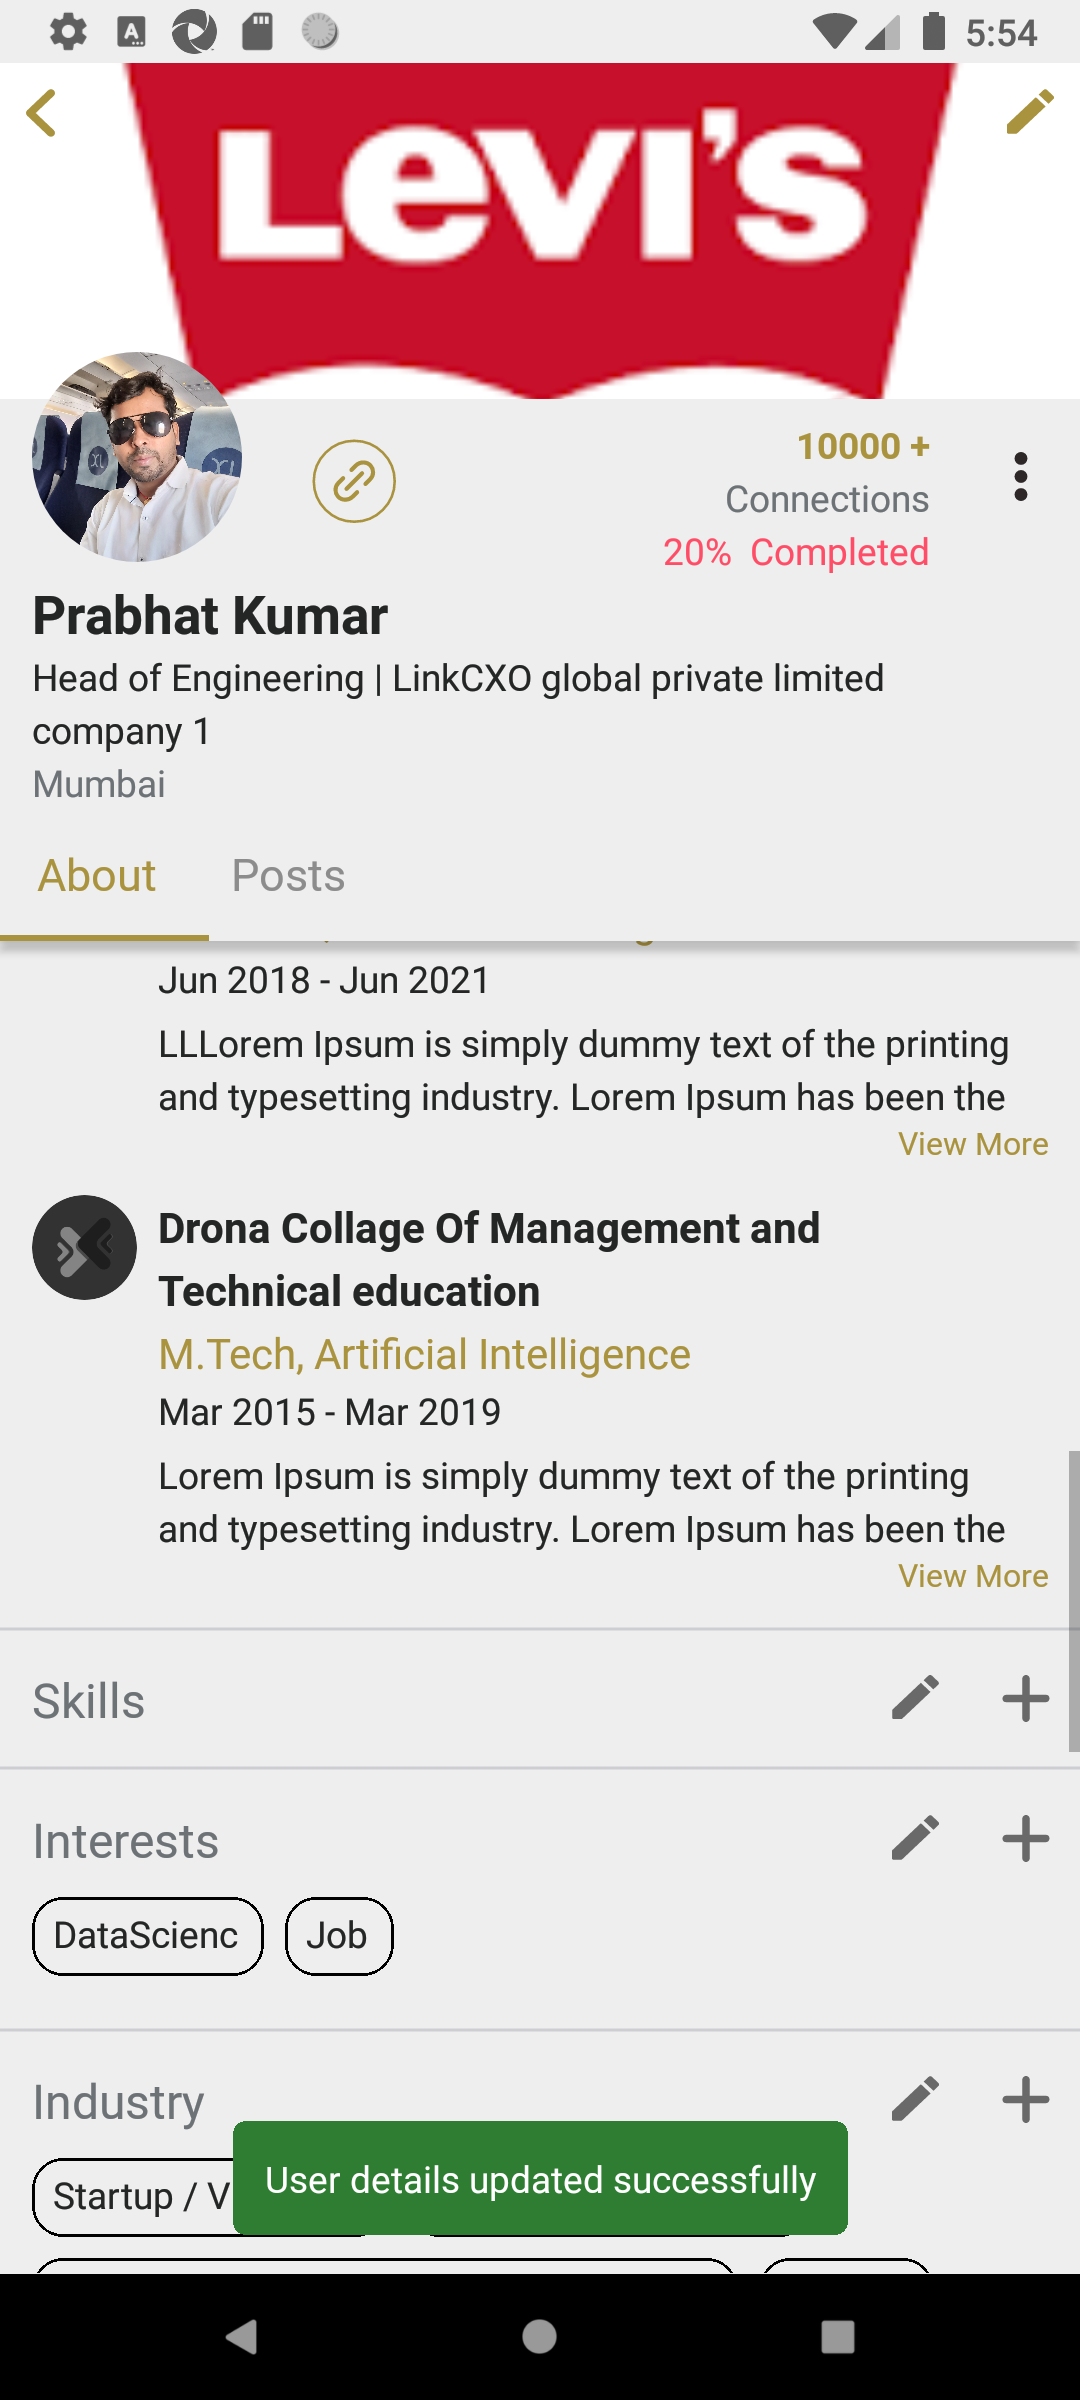 5:54
Levi's
10000 +
Connections
20% Completed
Prabhat Kumar
Head of Engineering | LinkCXO global private limited
company 1
Mumbai
About
Posts
Jun 2018 - Jun 2021
LLLorem Ipsum is simply dummy text of the printing
and typesetting industry. Lorem Ipsum has been the
View More
Drona Collage Of Management and
Technical education
M.Tech, Artificial Intelligence
Mar 2015 - Mar 2019
Lorem Ipsum is simply dummy text of the printing
and typesetting industry. Lorem Ipsum has been the
View More
Skills
Interests
DataScienc
Job
Industry
Startup / V
User details updated successfully